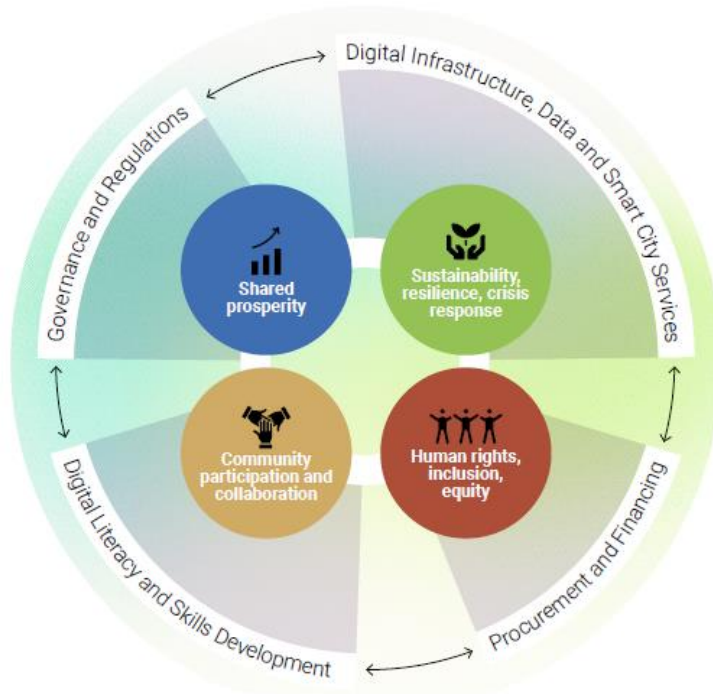 Digital Infrastructure, Data and Smart City Services
Governance and Regulations
Shared
prosperity
Sustainability,
resilience, crisis
response
Community
participation and
collaboration
Human rights,
inclusion,
equity
Digital Literacy and Skills Development
Procurement and Financing